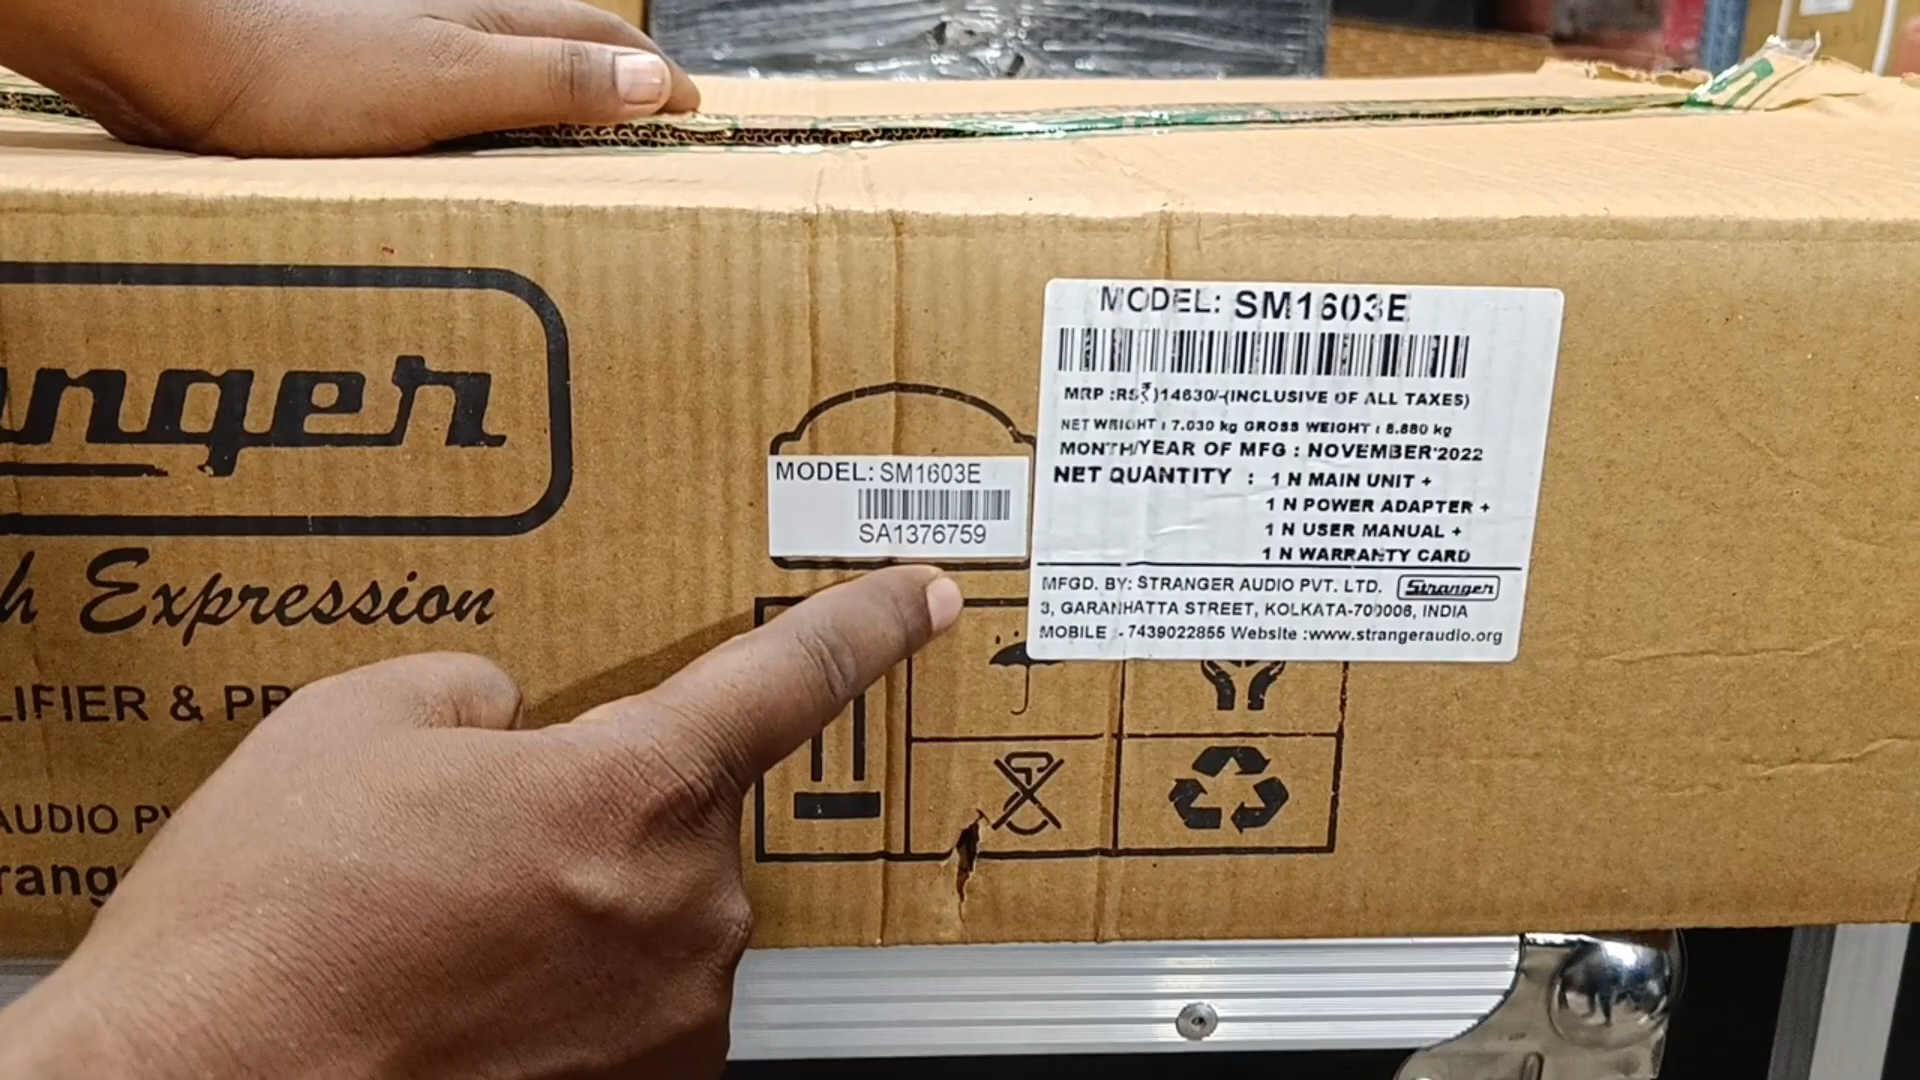 anger
h Expression
LIFIER & PR
AUDIO PV
rang
MODEL: SM1603E
SA1376759
MODEL: SM1603E
MRP :RS₹)14630/-(INCLUSIVE OF ALL TAXES)
NET WEIGHT : 7.030 kg GROSS WEIGHT : 8.880 kg
MONTH/YEAR OF MFG : NOVEMBER'2022
NET QUANTITY : 1 N MAIN UNIT +
1 N POWER ADAPTER +
1 N USER MANUAL +
1 N WARRANTY CARD
MFGD. BY: STRANGER AUDIO PVT. LTD. Stranger
3, GARANHATTA STREET, KOLKATA-700006, INDIA
MOBILE :- 7439022855 Website :www.strangeraudio.org